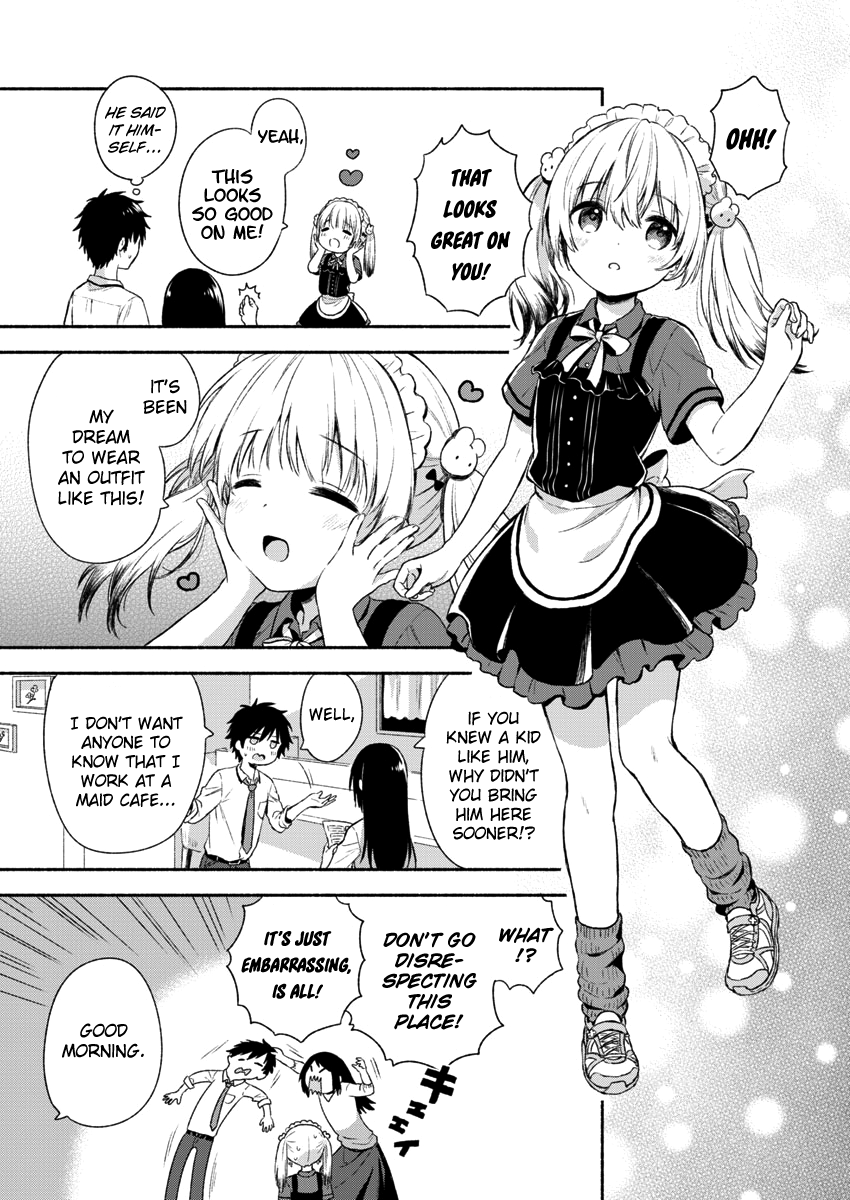 OHH!
THAT
LOOKS
GREAT ON
YOU!
YEAH,
THIS
LOOKS
SO GOOD
ON ME!
HE SAID
IT HIM-
SELF...
IT'S
BEEN
MY
DREAM
TO WEAR
AN OUTFIT
LIKE THIS!
IF YOU
KNEW A KID
LIKE HIM,
WHY DIDN'T
YOU BRING
HIM HERE
SOONER!?
WELL,
I DON'T WANT
ANYONE TO
KNOW THAT I
WORK AT A
MAID CAFE...
WHAT
!?
DON'T GO
DISRE-
SPECTING
THIS
PLACE!
IT'S JUST
EMBARRASSING,
IS ALL!
キエエエイ
GOOD
MORNING.